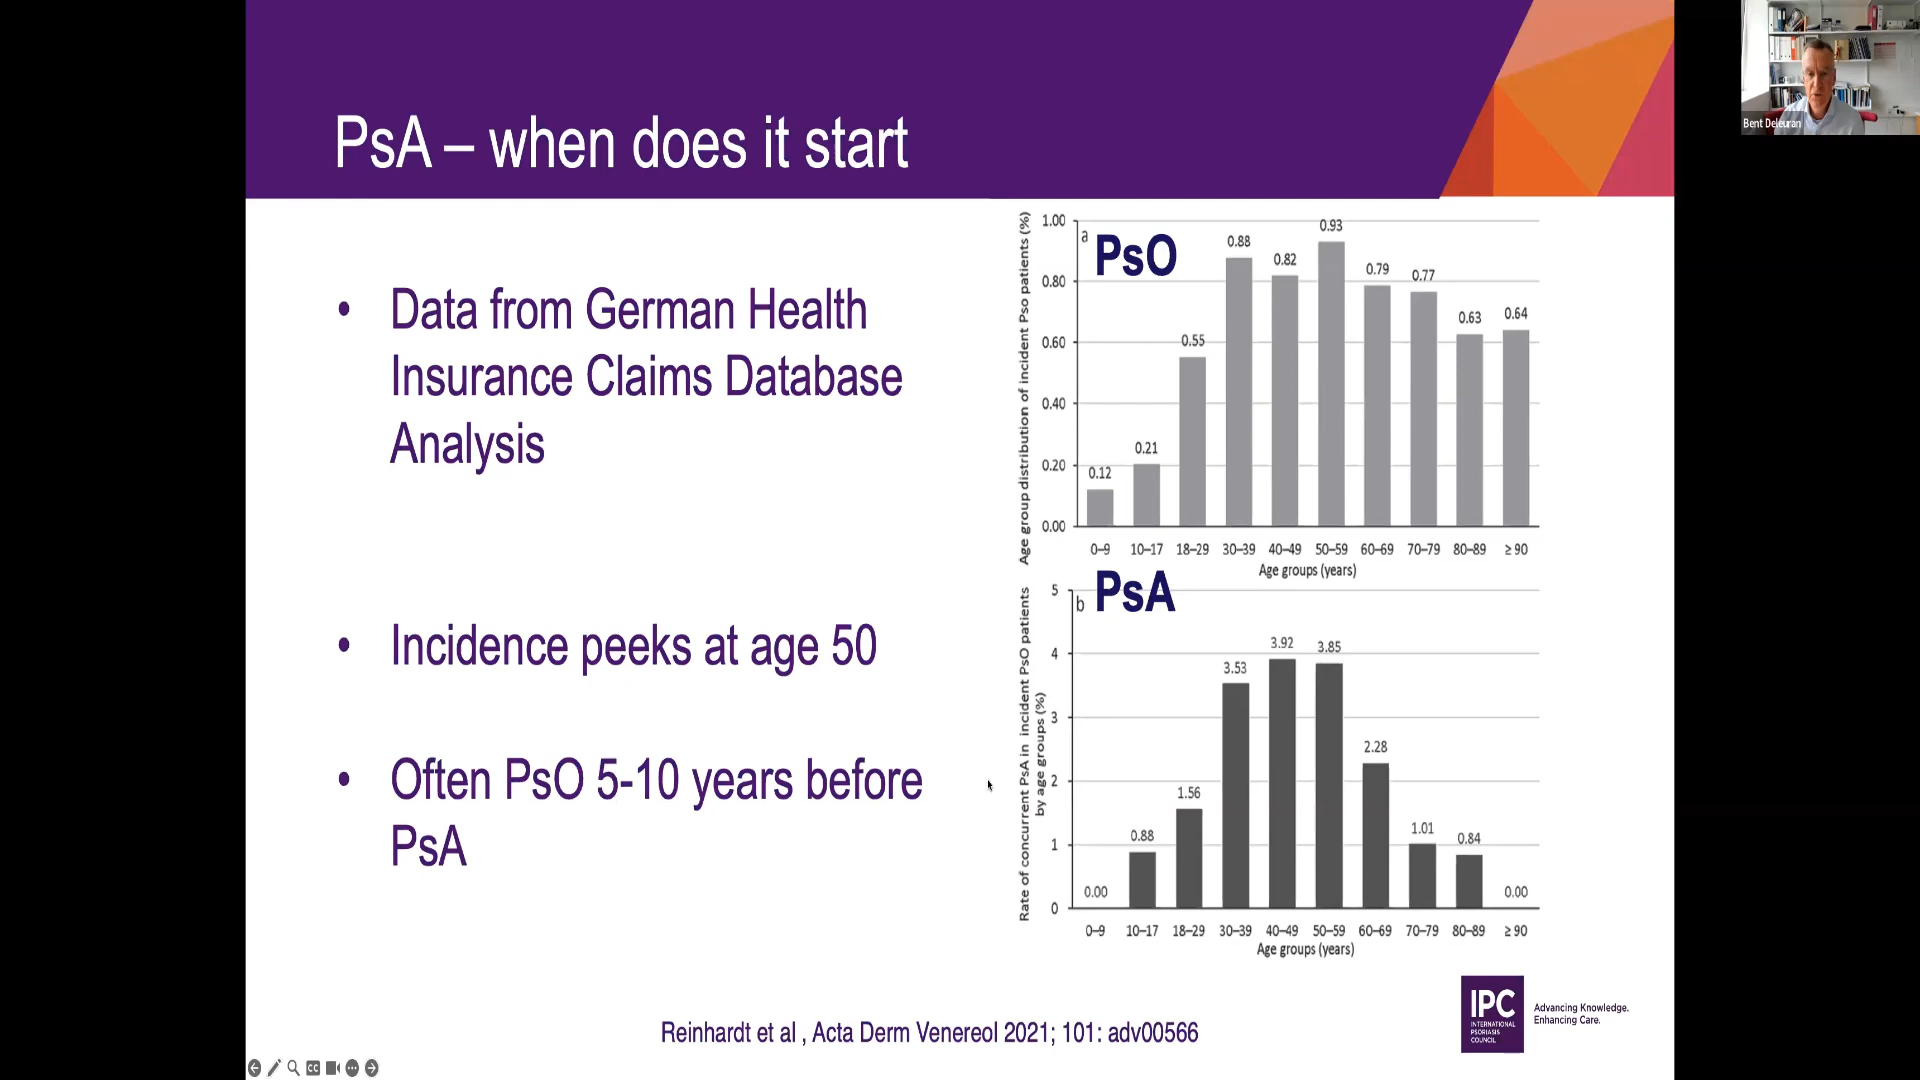 PsA – when does it start
Bent Deleuran
• Data from German Health
Insurance Claims Database
Analysis
• Incidence peeks at age 50
• Often PsO 5-10 years before
PsA
Age group distribution of incident Pso patients (%)
a PsO
1.00
0.80
0.60
0.40
0.20
0.00
0.12
0.21
0.55
0.88
0.82
0.93
0.79
0.77
0.63
0.64
0–9 10–17 18–29 30–39 40–49 50–59 60–69 70–79 80–89 ≥ 90
Age groups (years)
Rate of concurrent PsA in incident PsO patients
by age groups (%)
b PsA
5
4
3
2
1
0
0.00
0.88
1.56
3.53
3.92
3.85
2.28
1.01
0.84
0.00
0–9 10–17 18–29 30–39 40–49 50–59 60–69 70–79 80–89 ≥ 90
Age groups (years)
Reinhardt et al , Acta Derm Venereol 2021; 101: adv00566
IPC
INTERNATIONAL
PSORIASIS
COUNCIL
Advancing Knowledge.
Enhancing Care.
CC